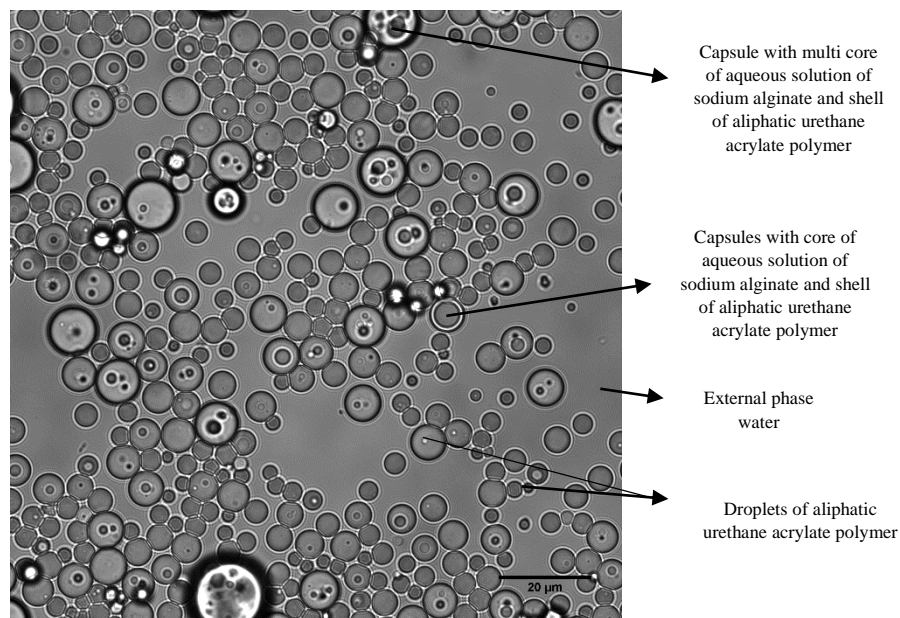 Capsule with multi core
of aqueous solution of
sodium alginate and shell
of aliphatic urethane
acrylate polymer
Capsules with core of
aqueous solution of
sodium alginate and shell
of aliphatic urethane
acrylate polymer
External phase
water
Droplets of aliphatic
urethane acrylate polymer
20 µm